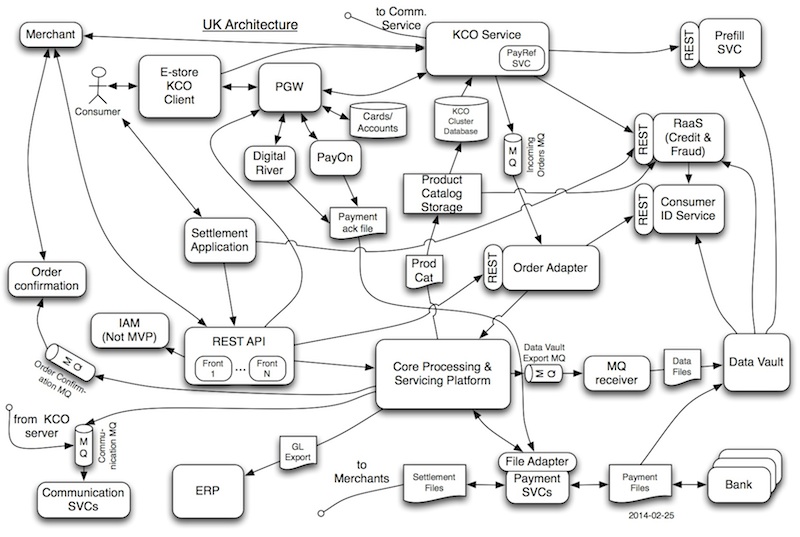 UK Architecture
to Comm.
Service
Merchant
KCO Service
PayRef
SVC
REST
Prefill
SVC
E-store
KCO
Client
Consumer
PGW
Cards/
Accounts
KCO
Cluster
Database
MQ
Incoming
Orders MQ
REST
RaaS
(Credit &
Fraud)
Digital
River
PayOn
Product
Catalog
Storage
REST
Consumer
ID Service
Settlement
Application
Payment
ack file
Order
confirmation
Prod
Cat
REST
Order Adapter
IAM
(Not MVP)
REST API
Front
1
...
Front
N
MQ
Order Confirm-
ation MQ
Core Processing &
Servicing Platform
Data Vault
Export MQ
MQ
MQ
receiver
Data
Files
Data Vault
from KCO
server
MQ
Commu-
nication MQ
Communication
SVCs
GL
Export
ERP
to
Merchants
Settlement
Files
File Adapter
Payment
SVCs
Payment
Files
Bank
2014-02-25